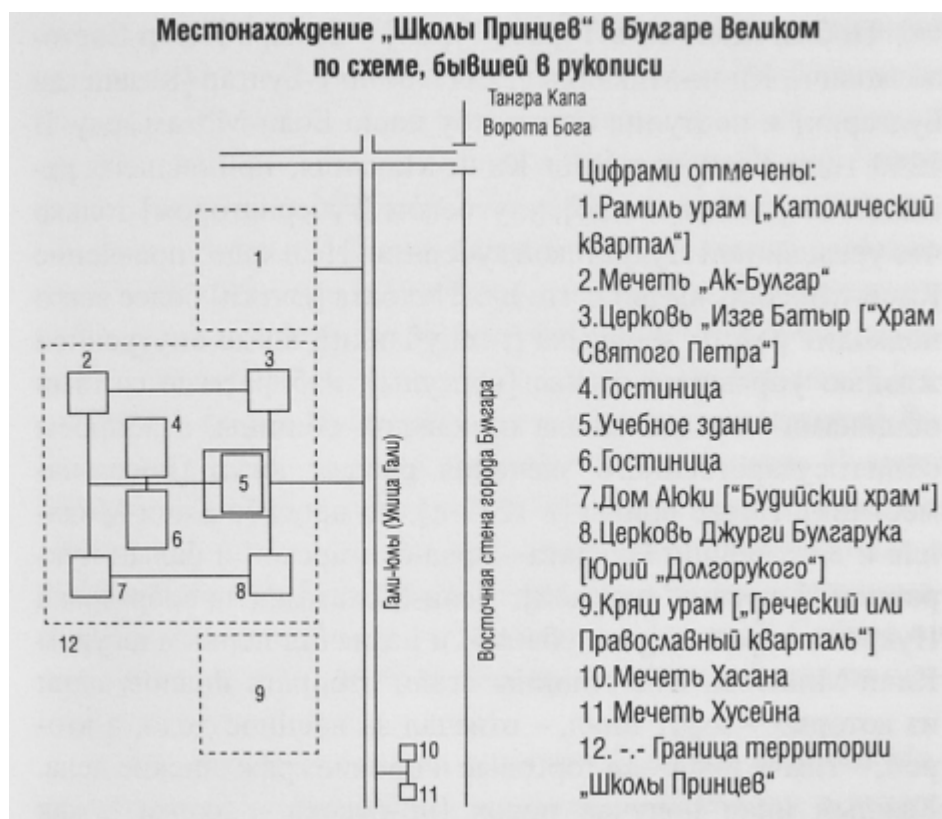 Местонахождение „Школы Принцев“ в Булгаре Великом
по схеме, бывшей в рукописи
Тангра Капа
Ворота Бога
Цифрами отмечены:
1.Рамиль урам [„Католический
квартал“]
2.Мечеть „Ак-Булгар“
3.Церковь „Изге Батыр [“Храм
Святого Петра“]
4.Гостиница
5.Учебное здание
6. Гостиница
7.Дом Аюки [“Будийский храм“]
8.Церковь Джурги Булгарука
[Юрий „Долгорукого“]
9.Кряш урам [„Греческий или
Православный кварталь“]
10.Мечеть Хасана
11.Мечеть Хусейна
12. -.- Граница территории
„Школы Принцев“
1
2
3
4
5
6
7
8
12
9
10
11
Гали-юлы (Улица Гали)
Восточная стена города Булгара